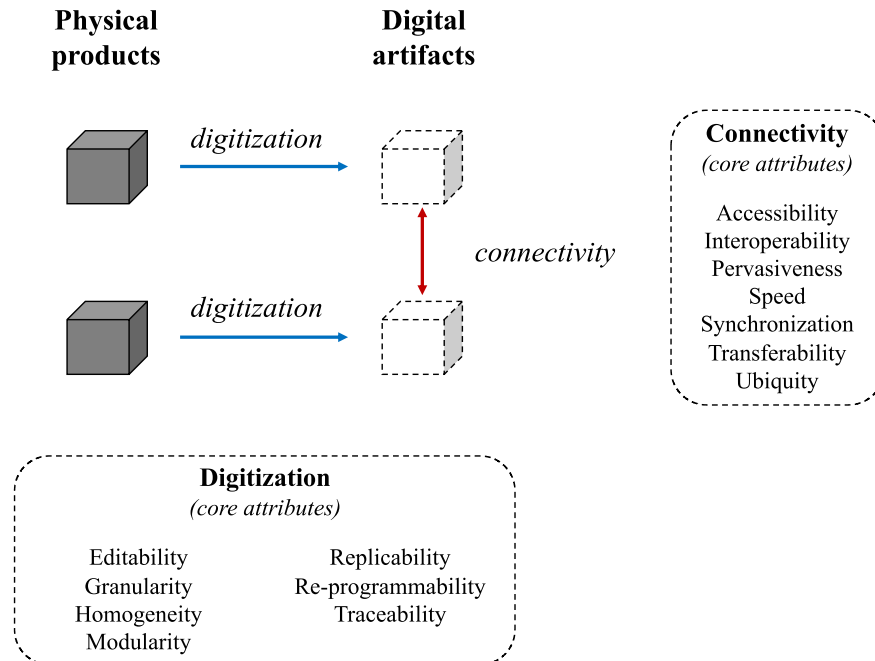 Physical
products
Digital
artifacts
digitization
connectivity
digitization
Connectivity
(core attributes)
Accessibility
Interoperability
Pervasiveness
Speed
Synchronization
Transferability
Ubiquity
Digitization
(core attributes)
Editability
Granularity
Homogeneity
Modularity
Replicability
Re-programmability
Traceability